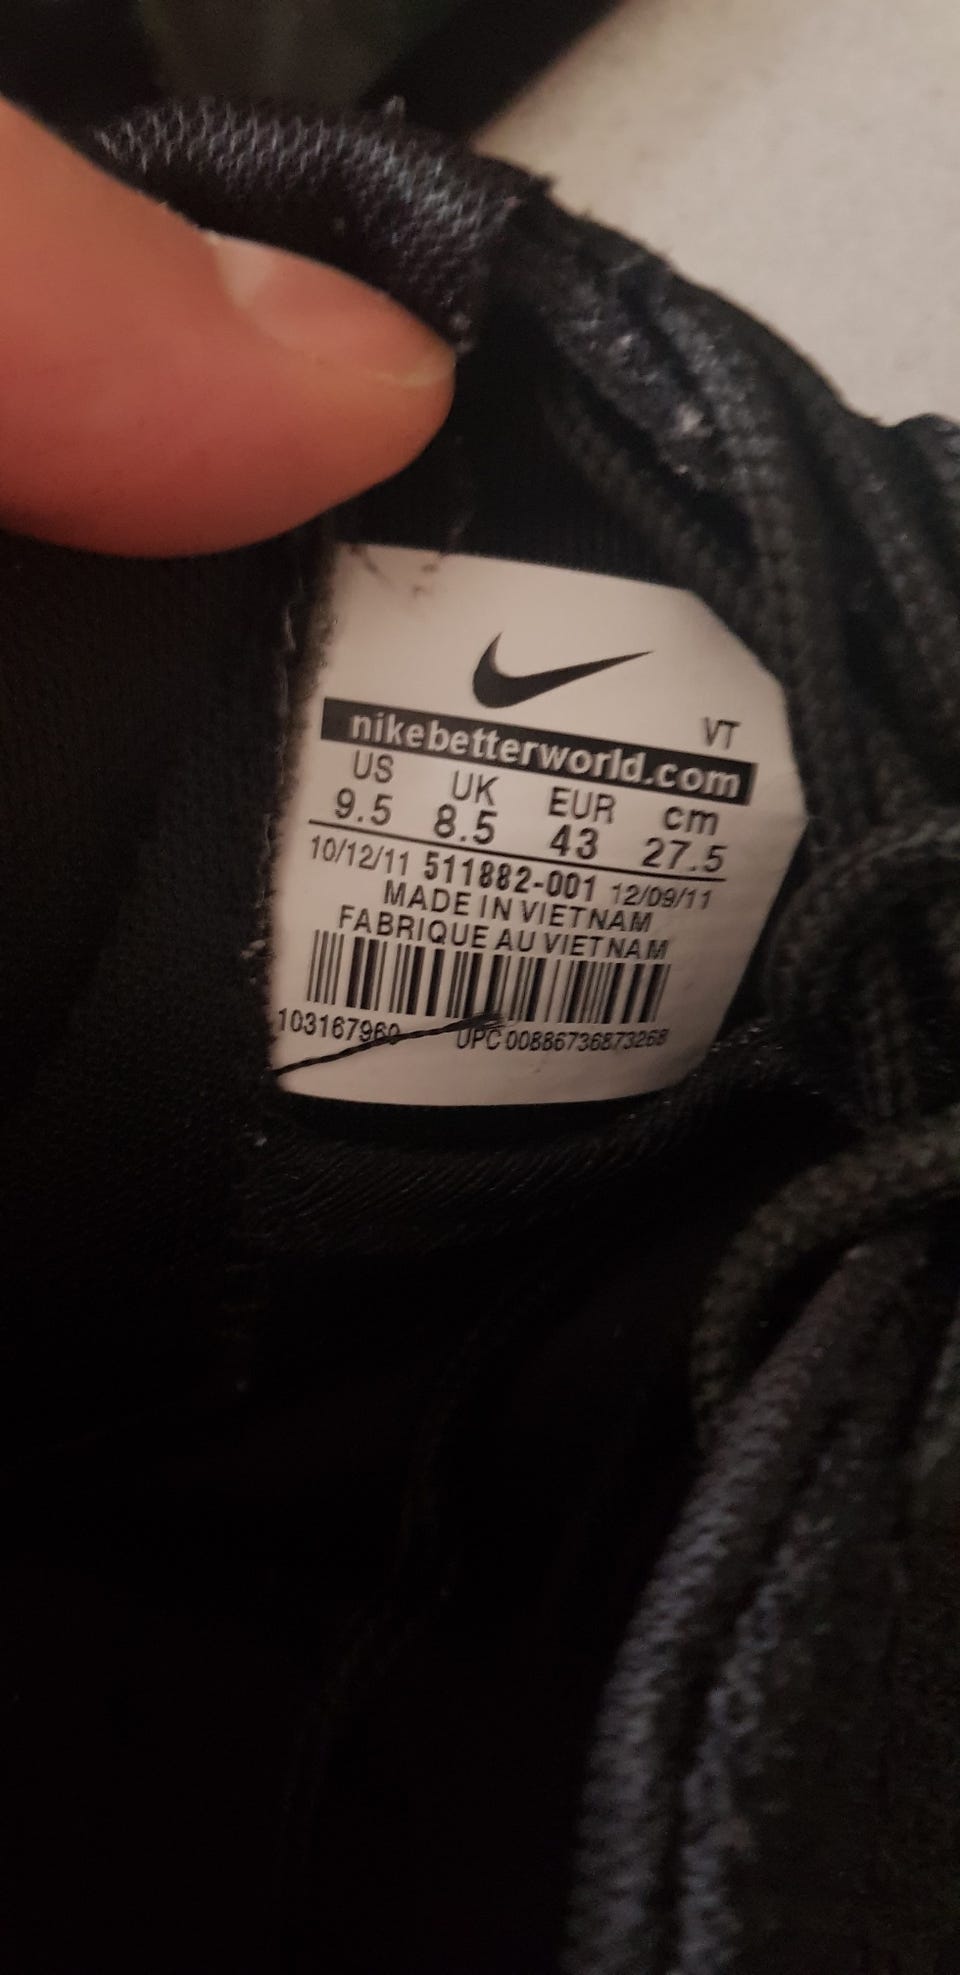 VT
nikebetterworld.com
US UK EUR cm
9.5 8.5 43 27.5
10/12/11 511882-001 12/09/11
MADE IN VIETNAM
FABRIQUE AU VIETNAM
103167960 UPC 00886736873268